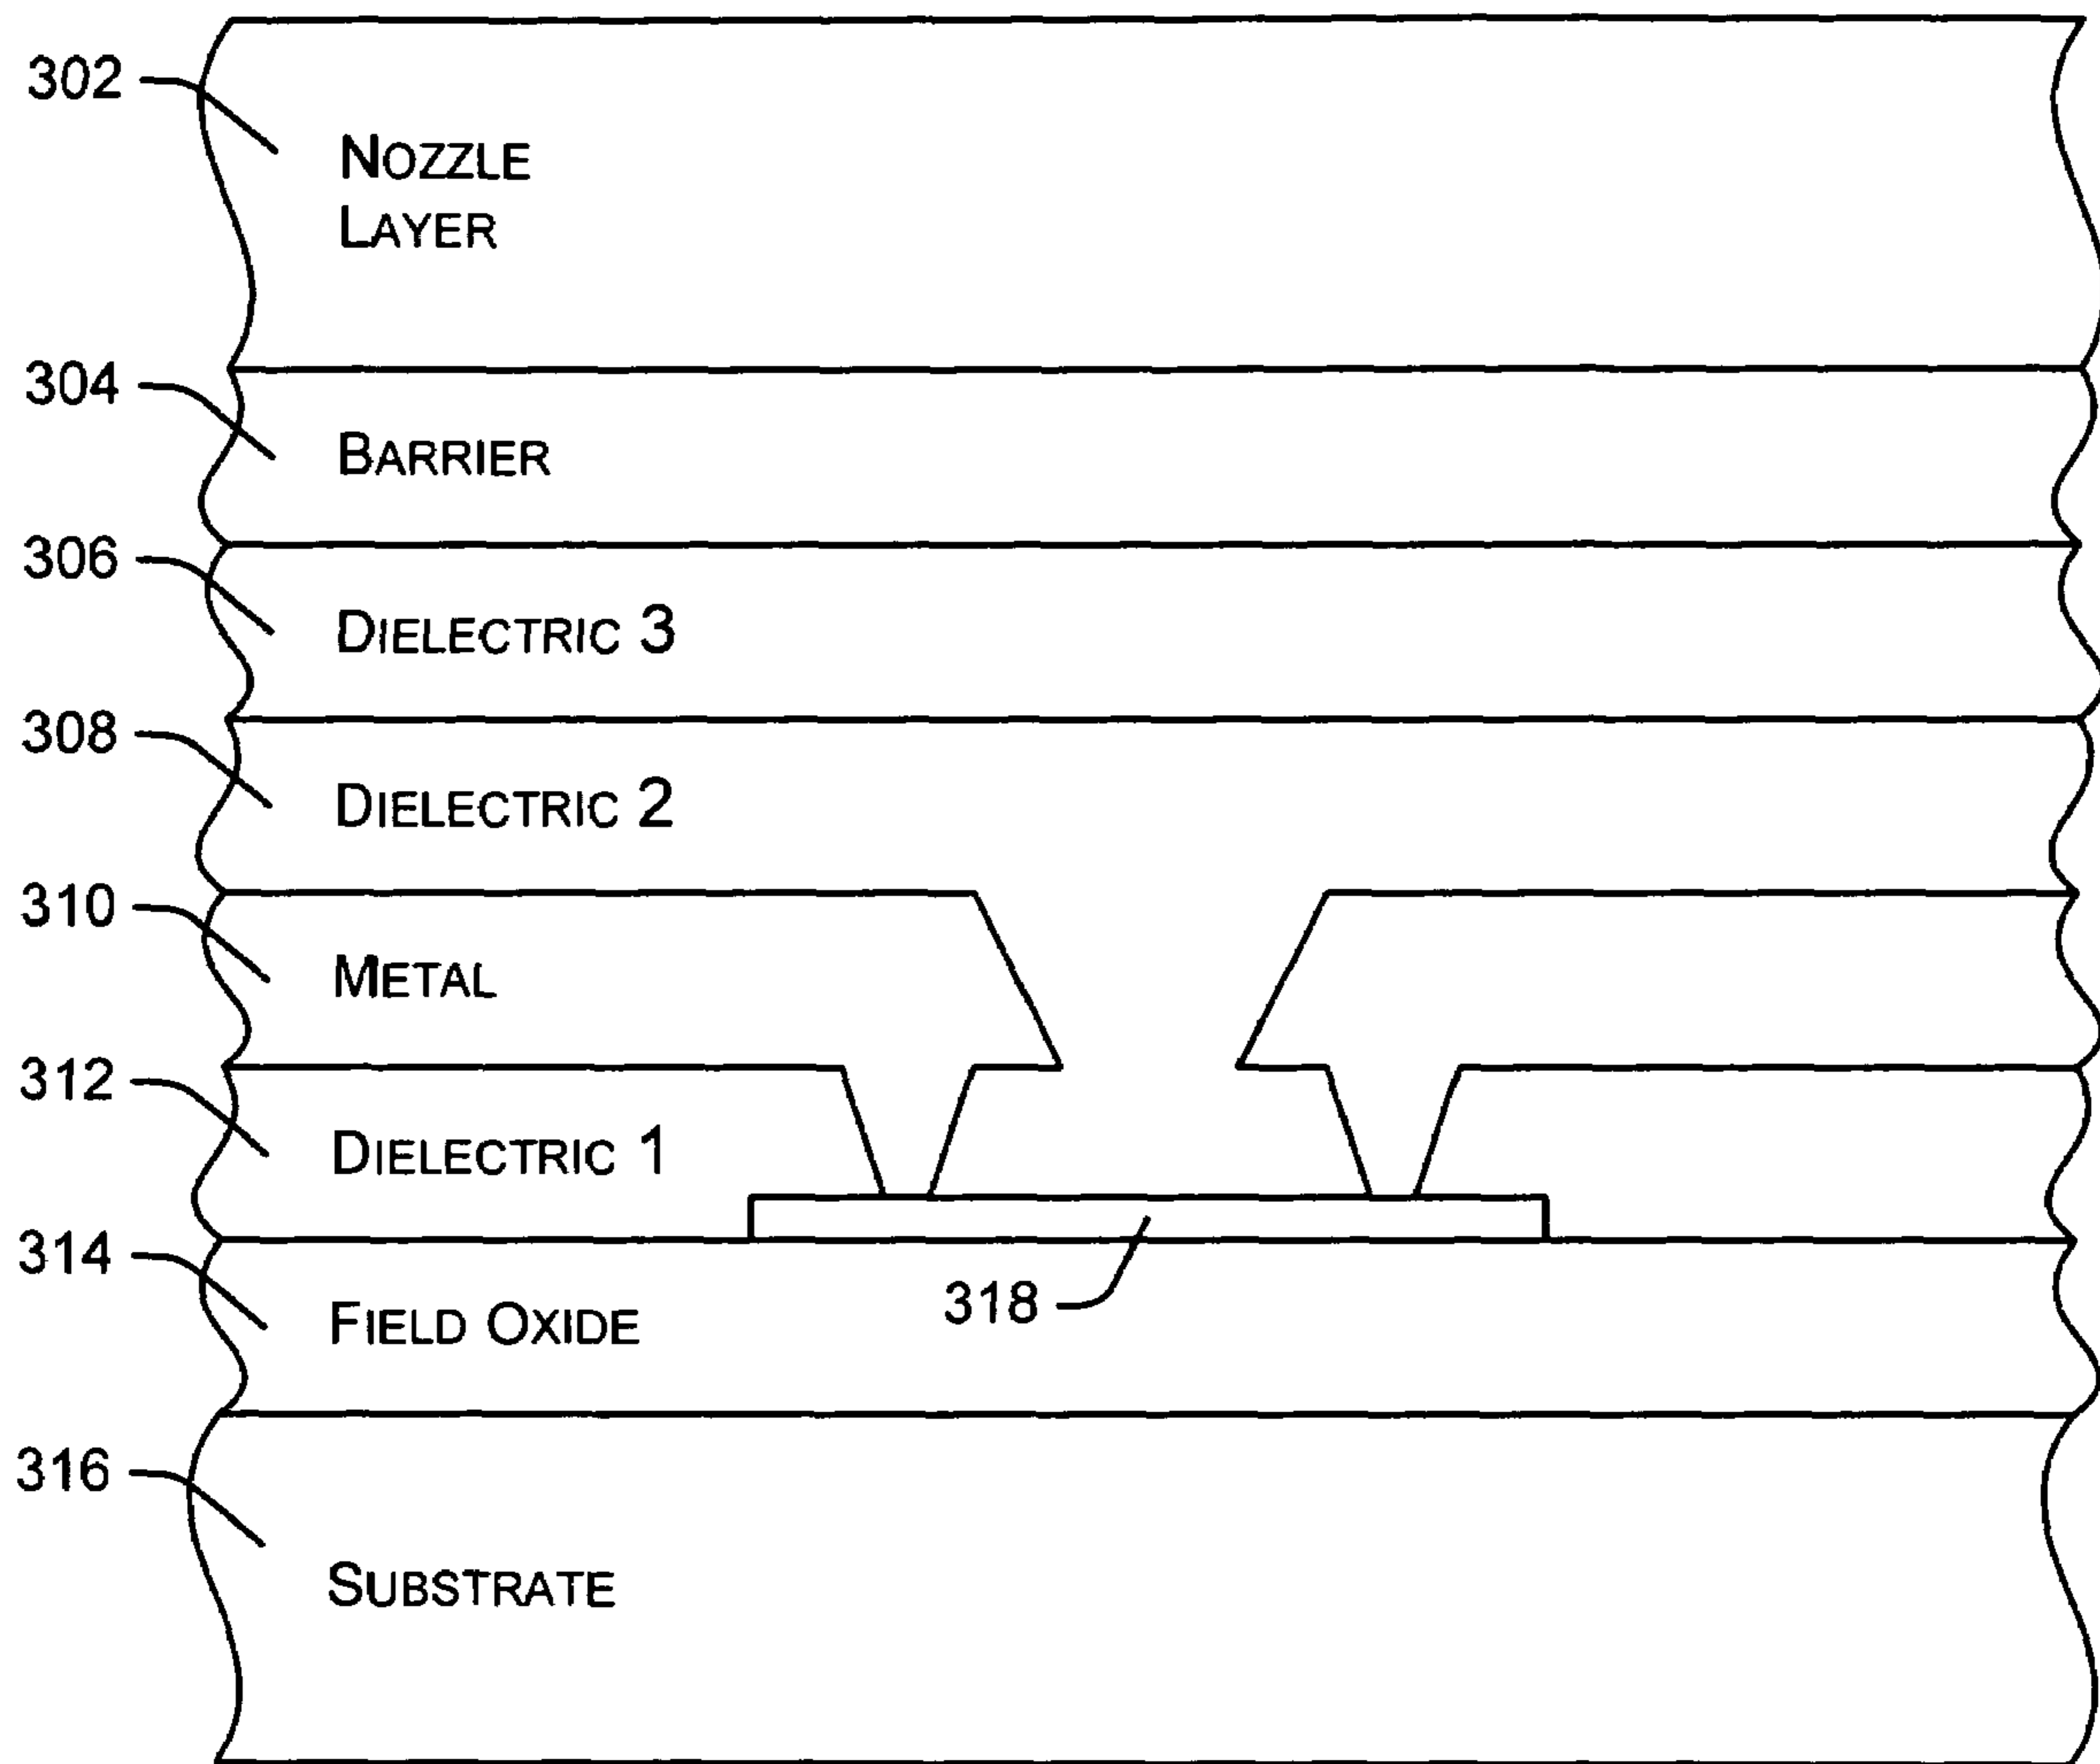 302
NOZZLE
LAYER
304
BARRIER
306
DIELECTRIC 3
308
DIELECTRIC 2
310
METAL
312
DIELECTRIC 1
314
FIELD OXIDE
318
316
SUBSTRATE